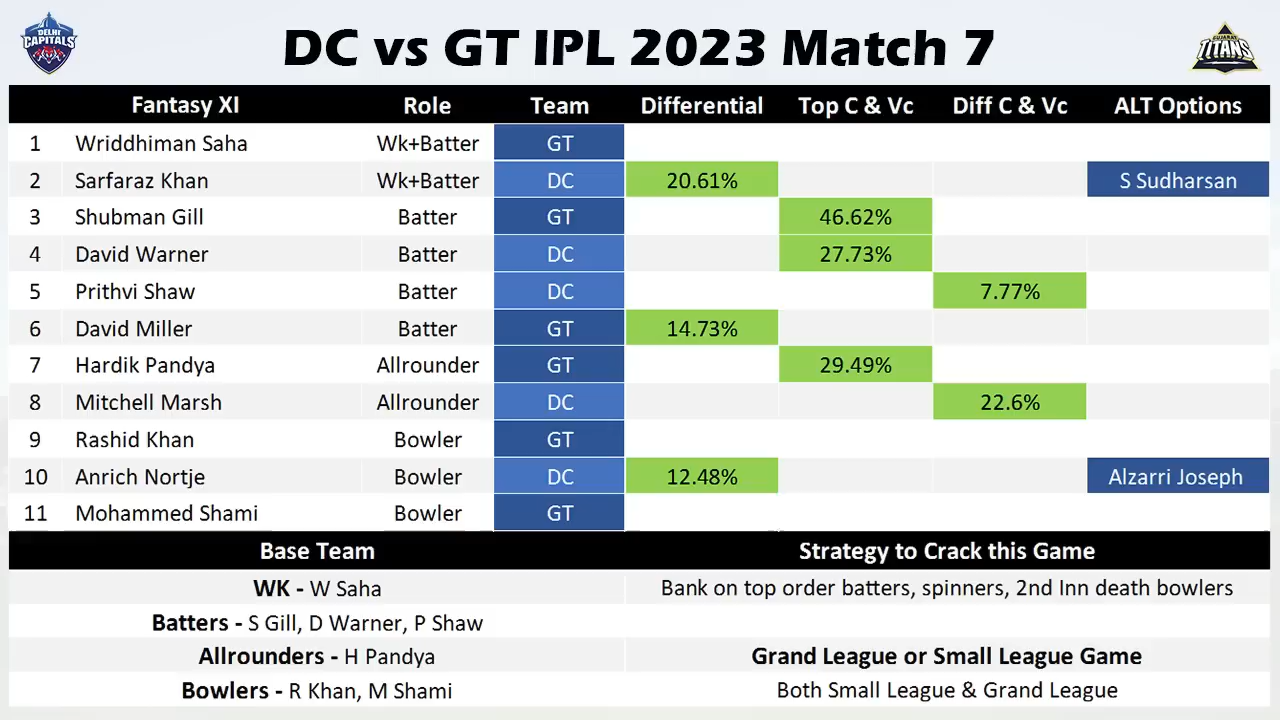 DELHI
CAPITALS
DC vs GT IPL 2023 Match 7
GUJARAT
TITANS
Fantasy XI Role Team Differential Top C & Vc Diff C & Vc ALT Options
1 Wriddhiman Saha Wk+Batter GT
2 Sarfaraz Khan Wk+Batter DC 20.61% S Sudharsan
3 Shubman Gill Batter GT 46.62%
4 David Warner Batter DC 27.73%
5 Prithvi Shaw Batter DC 7.77%
6 David Miller Batter GT 14.73%
7 Hardik Pandya Allrounder GT 29.49%
8 Mitchell Marsh Allrounder DC 22.6%
9 Rashid Khan Bowler GT
10 Anrich Nortje Bowler DC 12.48% Alzarri Joseph
11 Mohammed Shami Bowler GT
Base Team Strategy to Crack this Game
WK - W Saha Bank on top order batters, spinners, 2nd Inn death bowlers
Batters - S Gill, D Warner, P Shaw
Allrounders - H Pandya Grand League or Small League Game
Bowlers - R Khan, M Shami Both Small League & Grand League